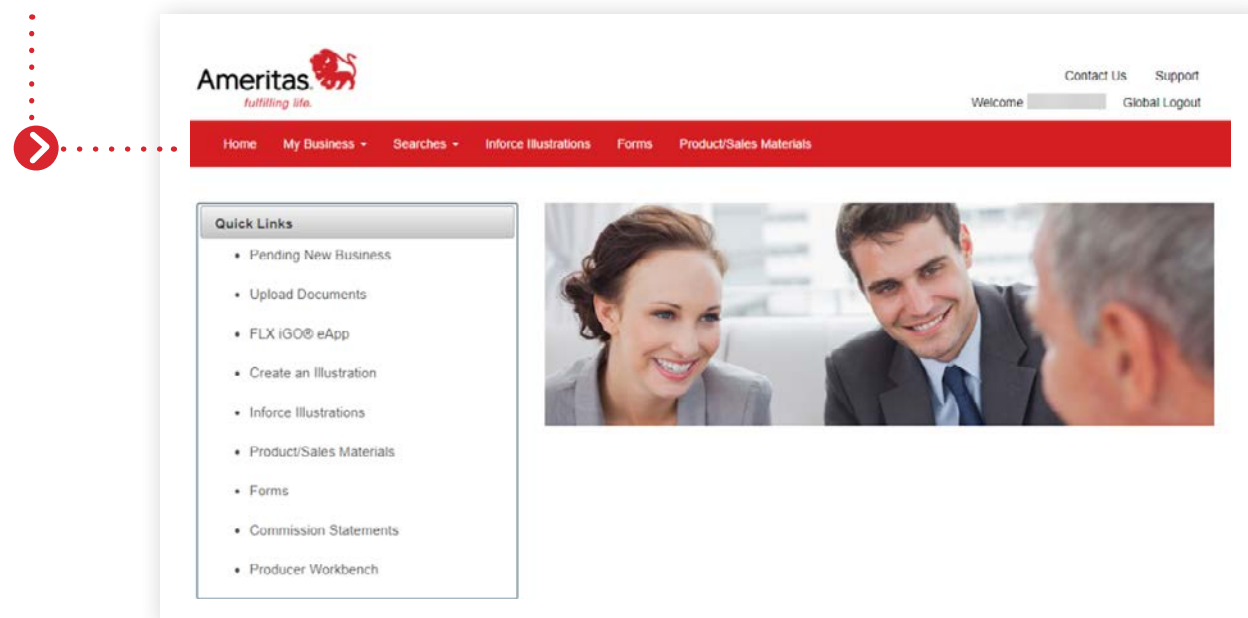 Ameritas
fulfilling life.
Contact Us Support
Welcome Global Logout
Home My Business Searches Inforce Illustrations Forms Product/Sales Materials
Quick Links
• Pending New Business
• Upload Documents
• FLX iGO® eApp
• Create an Illustration
• Inforce Illustrations
• Product/Sales Materials
• Forms
• Commission Statements
• Producer Workbench